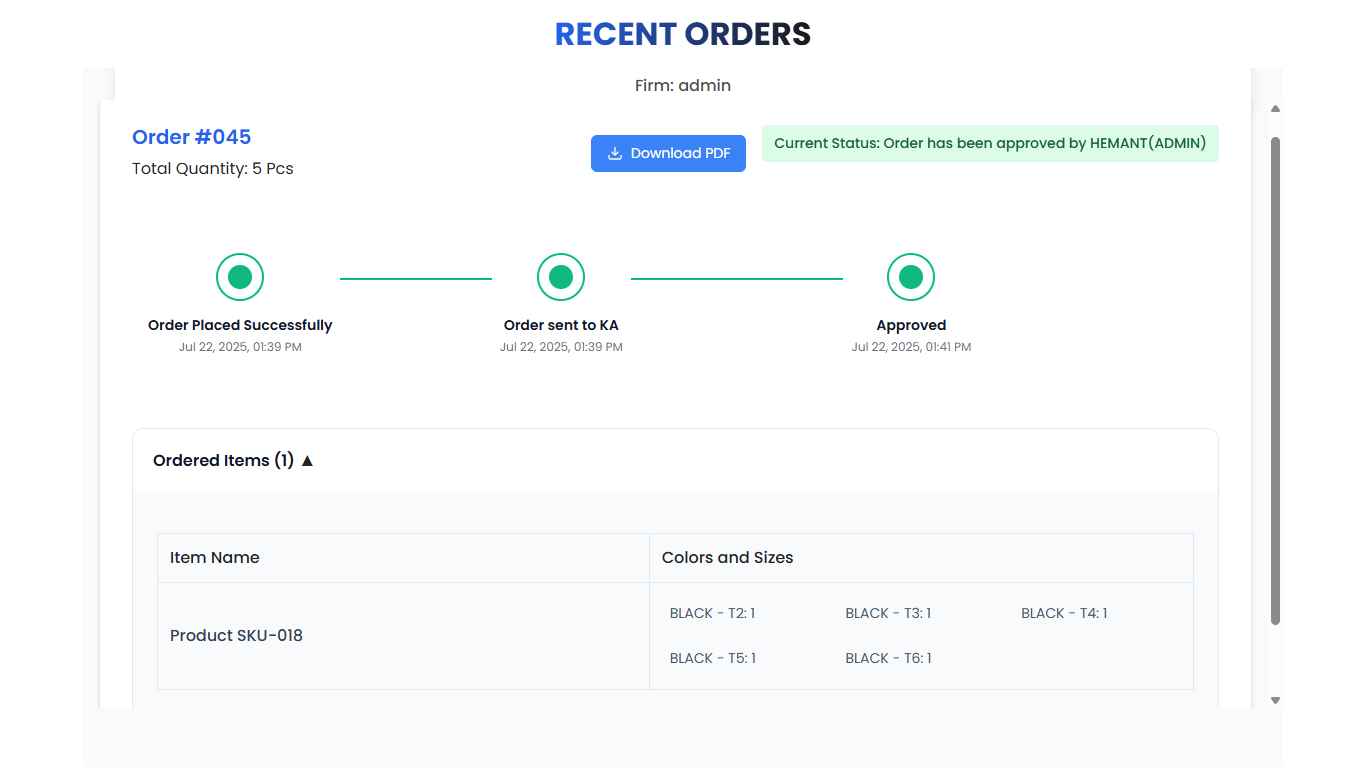 RECENT ORDERS
Firm: admin
Order #045
Total Quantity: 5 Pcs
Download PDF
Current Status: Order has been approved by HEMANT(ADMIN)
Order Placed Successfully
Jul 22, 2025, 01:39 PM
Order sent to KA
Jul 22, 2025, 01:39 PM
Approved
Jul 22, 2025, 01:41 PM
Ordered Items (1) ▲
Item Name
Colors and Sizes
Product SKU-018
BLACK - T2: 1
BLACK - T3: 1
BLACK - T4: 1
BLACK - T5: 1
BLACK - T6: 1